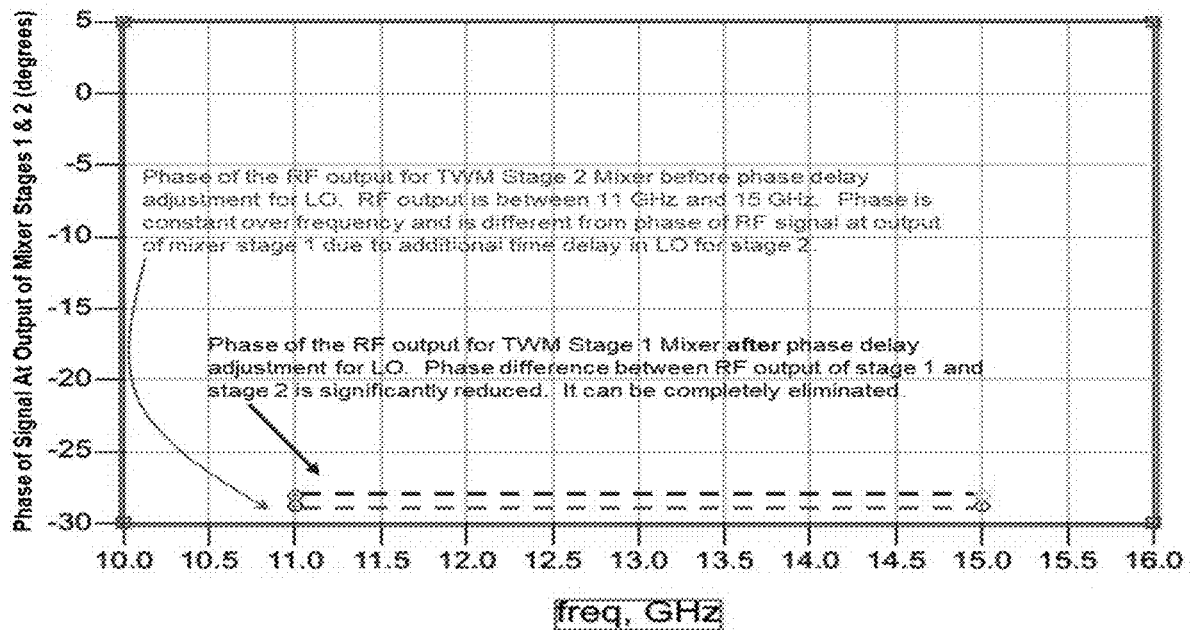 Phase of Signal At Output of Mixer Stages 1 & 2 (degrees)
5
0
-5
Phase of the RF output for TWM Stage 2 Mixer before phase delay
adjustment for LO. RF output is between 11 GHz and 15 GHz. Phase is
constant over frequency and is different from phase of RF signal at output
of mixer stage 1 due to additional time delay in LO for stage 2.
-10
-15
Phase of the RF output for TWM Stage 1 Mixer after phase delay
adjustment for LO. Phase difference between RF output of stage 1 and
stage 2 is significantly reduced. It can be completely eliminated.
-20
-25
-30
10.0 10.5 11.0 11.5 12.0 12.5 13.0 13.5 14.0 14.5 15.0 15.5 16.0
freq, GHz